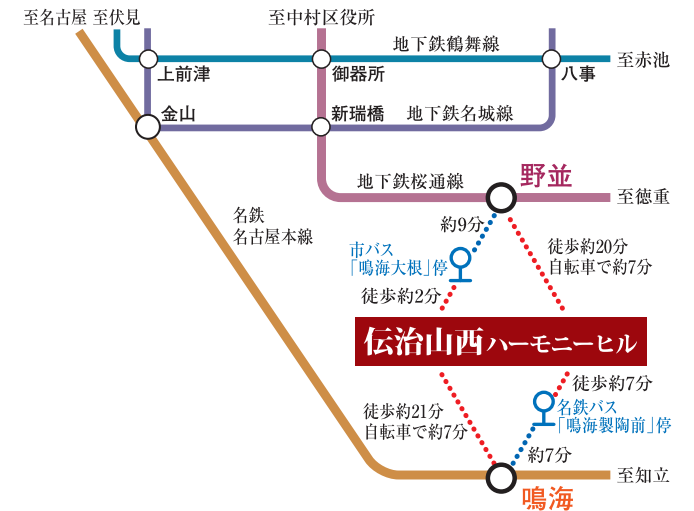 至名古屋 至伏見
至中村区役所
地下鉄鶴舞線
至赤池
上前津
御器所
八事
金山
新瑞橋
地下鉄名城線
野並
地下鉄桜通線
至徳重
名鉄
名古屋本線
約9分
市バス
「鳴海大根」停
徒歩約20分
自転車で約7分
徒歩約2分
伝治山西ハーモニーヒル
徒歩約7分
徒歩約21分
自転車で約7分
名鉄バス
「鳴海製陶前」停
約7分
至知立
鳴海